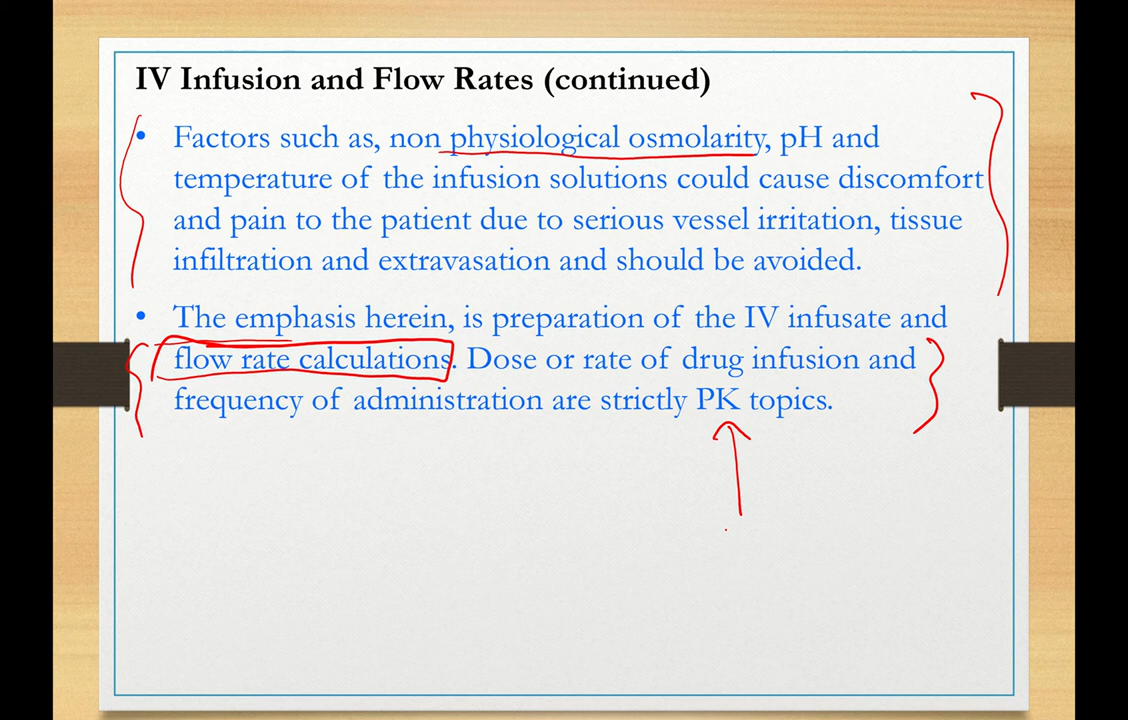 IV Infusion and Flow Rates (continued)
• Factors such as, non physiological osmolarity, pH and
temperature of the infusion solutions could cause discomfort
and pain to the patient due to serious vessel irritation, tissue
infiltration and extravasation and should be avoided.
• The emphasis herein, is preparation of the IV infusate and
flow rate calculations. Dose or rate of drug infusion and
frequency of administration are strictly PK topics.